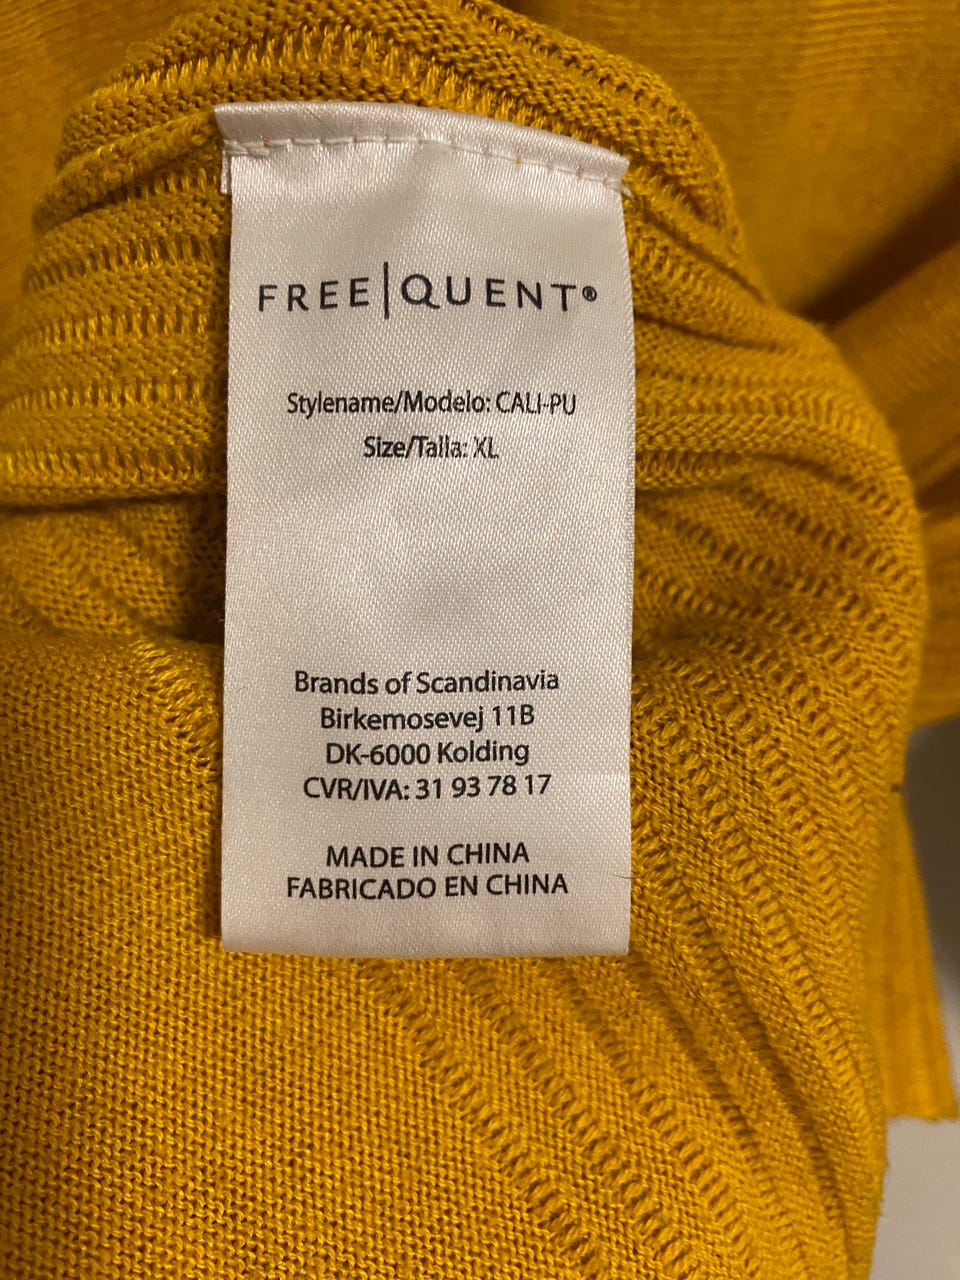 FREE|QUENT®
Stylename/Modelo: CALI-PU
Size/Talla: XL
Brands of Scandinavia
Birkemosevej 11B
DK-6000 Kolding
CVR/IVA: 31 93 78 17
MADE IN CHINA
FABRICADO EN CHINA